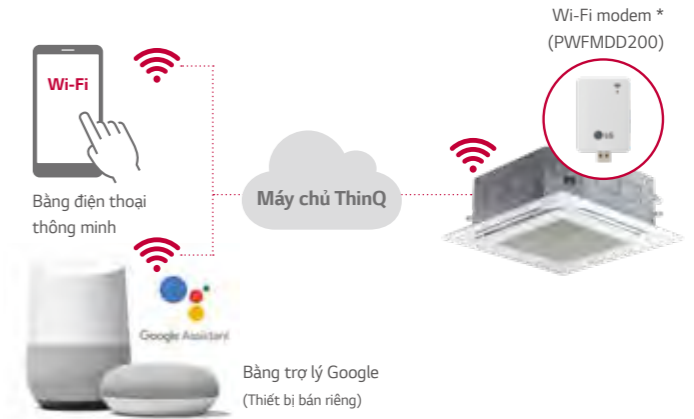 Wi-Fi modem *
(PWFMDD200)
Wi-Fi
LG
Máy chủ ThinQ
Bằng điện thoại
thông minh
Google Assistant
Bằng trợ lý Google
(Thiết bị bán riêng)